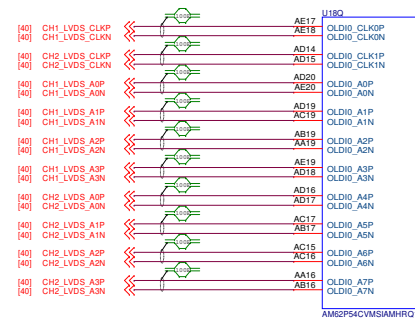 U18Q
[40] CH1_LVDS_CLKP AE17 OLDI0_CLK0P
[40] CH1_LVDS_CLKN AE18 OLDI0_CLK0N
[40] CH2_LVDS_CLKP AD14 OLDI0_CLK1P
[40] CH2_LVDS_CLKN AD15 OLDI0_CLK1N
[40] CH1_LVDS_A0P AD20 OLDI0_A0P
[40] CH1_LVDS_A0N AE20 OLDI0_A0N
[40] CH1_LVDS_A1P AD19 OLDI0_A1P
[40] CH1_LVDS_A1N AC19 OLDI0_A1N
[40] CH1_LVDS_A2P AB19 OLDI0_A2P
[40] CH1_LVDS_A2N AA19 OLDI0_A2N
[40] CH1_LVDS_A3P AE19 OLDI0_A3P
[40] CH1_LVDS_A3N AD18 OLDI0_A3N
[40] CH2_LVDS_A0P AD16 OLDI0_A4P
[40] CH2_LVDS_A0N AD17 OLDI0_A4N
[40] CH2_LVDS_A1P AC17 OLDI0_A5P
[40] CH2_LVDS_A1N AB17 OLDI0_A5N
[40] CH2_LVDS_A2P AC15 OLDI0_A6P
[40] CH2_LVDS_A2N AC16 OLDI0_A6N
[40] CH2_LVDS_A3P AA16 OLDI0_A7P
[40] CH2_LVDS_A3N AB16 OLDI0_A7N
AM62P54CVMSIAMHRQ